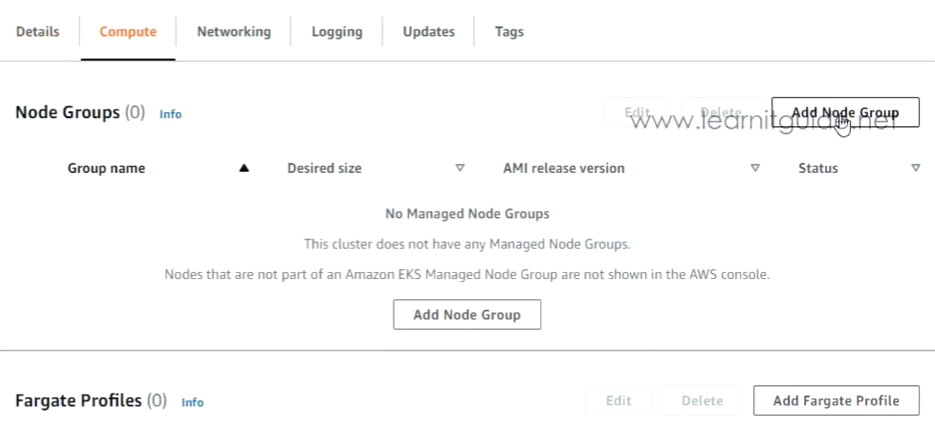 Details Compute Networking Logging Updates Tags
Node Groups (0) Info Edit Delete Add Node Group
www.learnitguide.net
Group name Desired size AMI release version Status
No Managed Node Groups
This cluster does not have any Managed Node Groups.
Nodes that are not part of an Amazon EKS Managed Node Group are not shown in the AWS console.
Add Node Group
Fargate Profiles (0) Info Edit Delete Add Fargate Profile